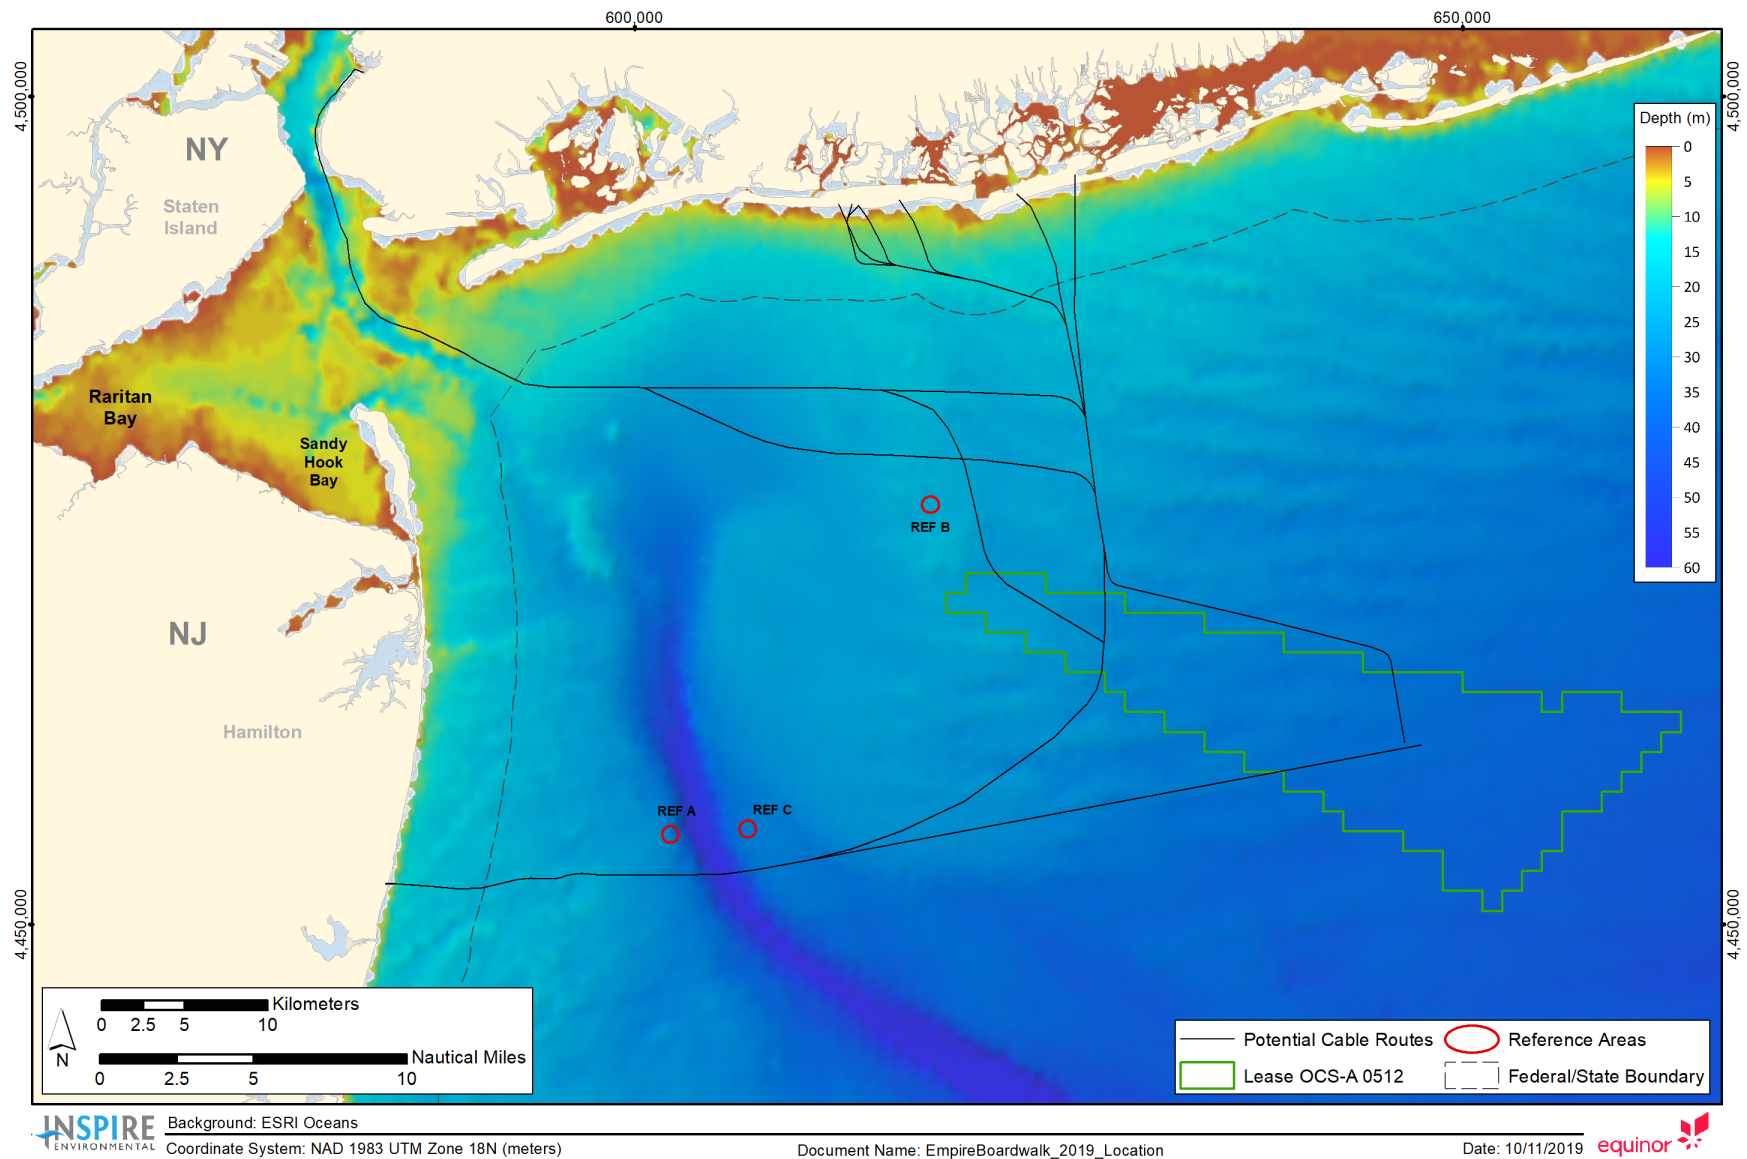 600,000
650,000
4,500,000
4,500,000
Depth (m)
0
5
10
15
20
25
30
35
40
45
50
55
60
NY
Staten
Island
Raritan
Bay
Sandy
Hook
Bay
REF B
NJ
Hamilton
REF A
REF C
4,450,000
4,450,000
Kilometers
0 2.5 5 10
Nautical Miles
0 2.5 5 10
N
Potential Cable Routes
Reference Areas
Lease OCS-A 0512
Federal/State Boundary
INSPIRE
ENVIRONMENTAL
Background: ESRI Oceans
Coordinate System: NAD 1983 UTM Zone 18N (meters)
Document Name: EmpireBoardwalk_2019_Location
Date: 10/11/2019
equinor